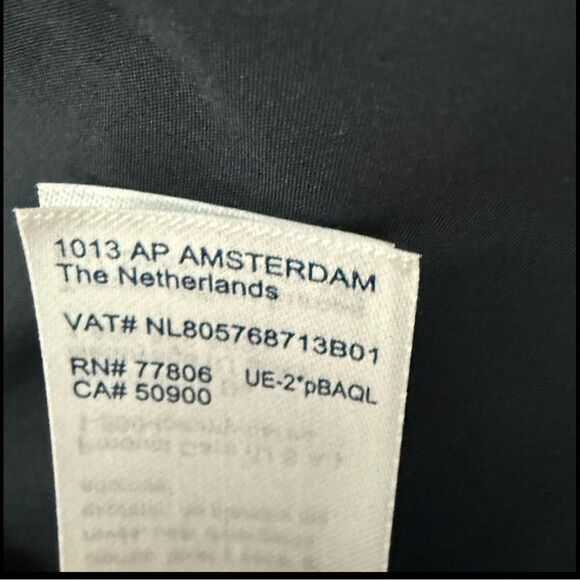 1013 AP AMSTERDAM
The Netherlands
VAT# NL805768713B01
RN# 77806 UE-2*pBAQL
CA# 50900